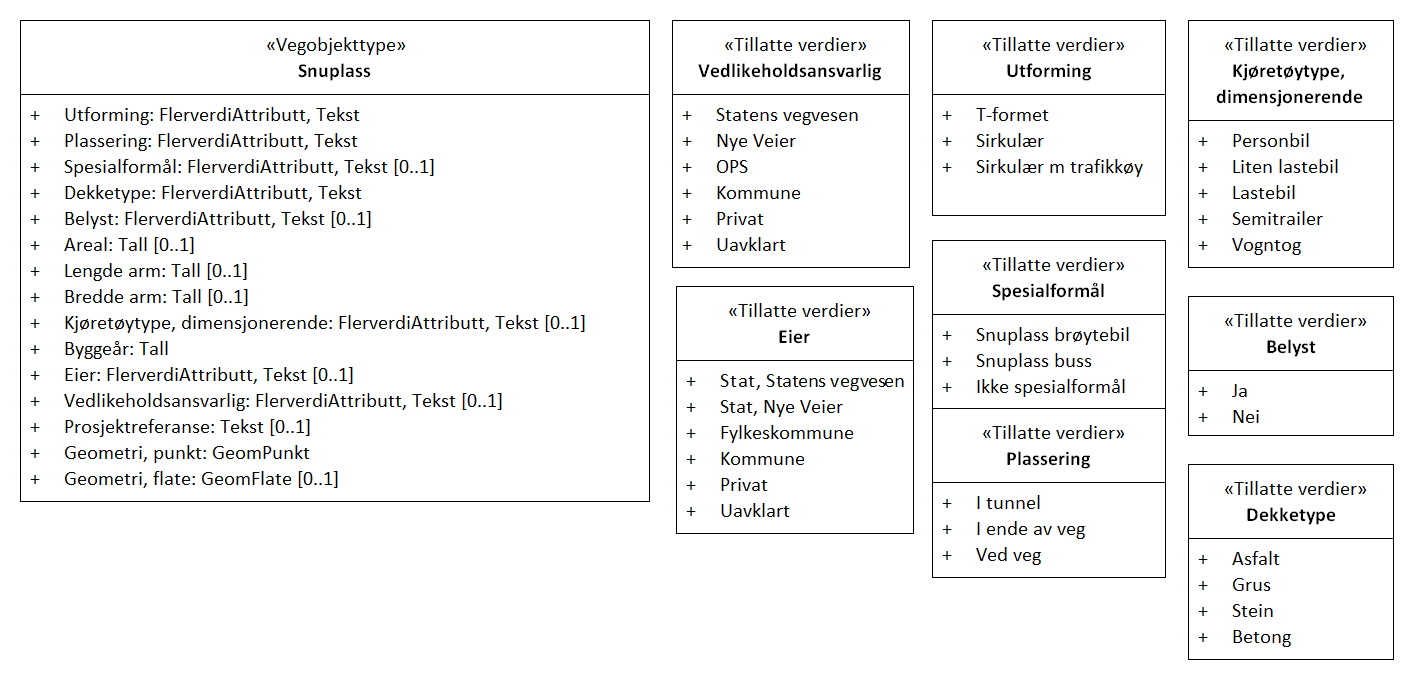 «Vegobjekttype»
Snuplass
+ Utforming: FlerverdiAttributt, Tekst
+ Plassering: FlerverdiAttributt, Tekst
+ Spesialformål: FlerverdiAttributt, Tekst [0..1]
+ Dekketype: FlerverdiAttributt, Tekst
+ Belyst: FlerverdiAttributt, Tekst [0..1]
+ Areal: Tall [0..1]
+ Lengde arm: Tall [0..1]
+ Bredde arm: Tall [0..1]
+ Kjøretøytype, dimensjonerende: FlerverdiAttributt, Tekst [0..1]
+ Byggeår: Tall
+ Eier: FlerverdiAttributt, Tekst [0..1]
+ Vedlikeholdsansvarlig: FlerverdiAttributt, Tekst [0..1]
+ Prosjektreferanse: Tekst [0..1]
+ Geometri, punkt: GeomPunkt
+ Geometri, flate: GeomFlate [0..1]
«Tillatte verdier»
Vedlikeholdsansvarlig
+ Statens vegvesen
+ Nye Veier
+ OPS
+ Kommune
+ Privat
+ Uavklart
«Tillatte verdier»
Eier
+ Stat, Statens vegvesen
+ Stat, Nye Veier
+ Fylkeskommune
+ Kommune
+ Privat
+ Uavklart
«Tillatte verdier»
Utforming
+ T-formet
+ Sirkulær
+ Sirkulær m trafikkøy
«Tillatte verdier»
Spesialformål
+ Snuplass brøytebil
+ Snuplass buss
+ Ikke spesialformål
«Tillatte verdier»
Plassering
+ I tunnel
+ I ende av veg
+ Ved veg
«Tillatte verdier»
Kjøretøytype,
dimensjonerende
+ Personbil
+ Liten lastebil
+ Lastebil
+ Semitrailer
+ Vogntog
«Tillatte verdier»
Belyst
+ Ja
+ Nei
«Tillatte verdier»
Dekketype
+ Asfalt
+ Grus
+ Stein
+ Betong